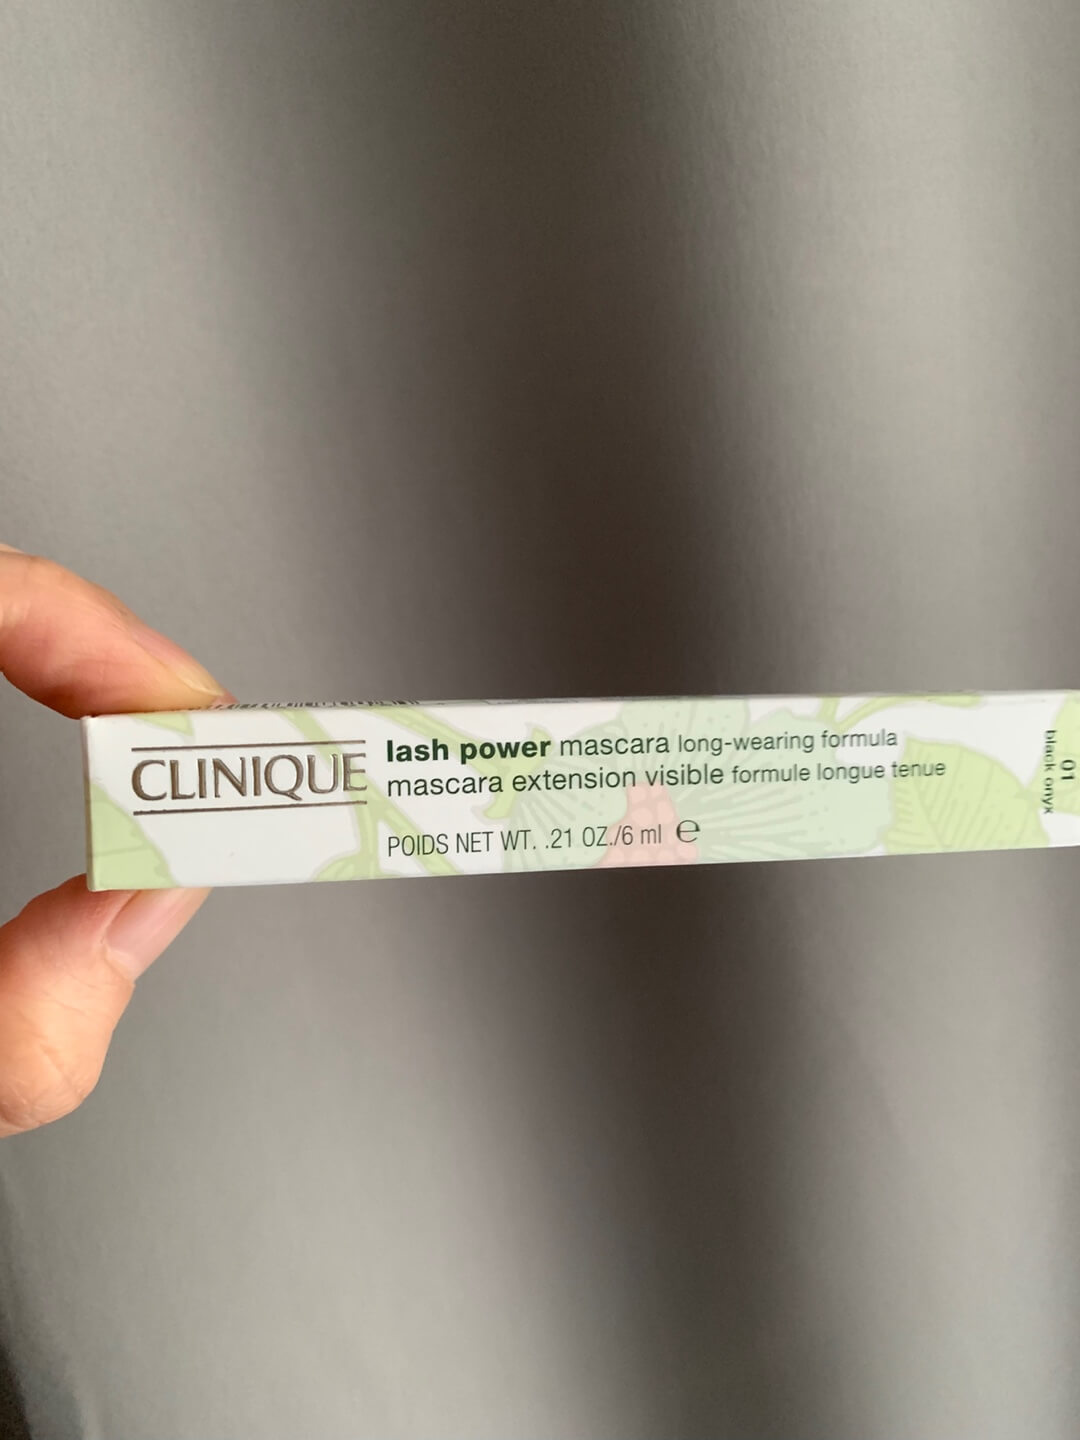 CLINIQUE
lash power mascara long-wearing formula
mascara extension visible formule longue tenue
POIDS NET WT. .21 OZ./6 ml ℮
01
black onyx